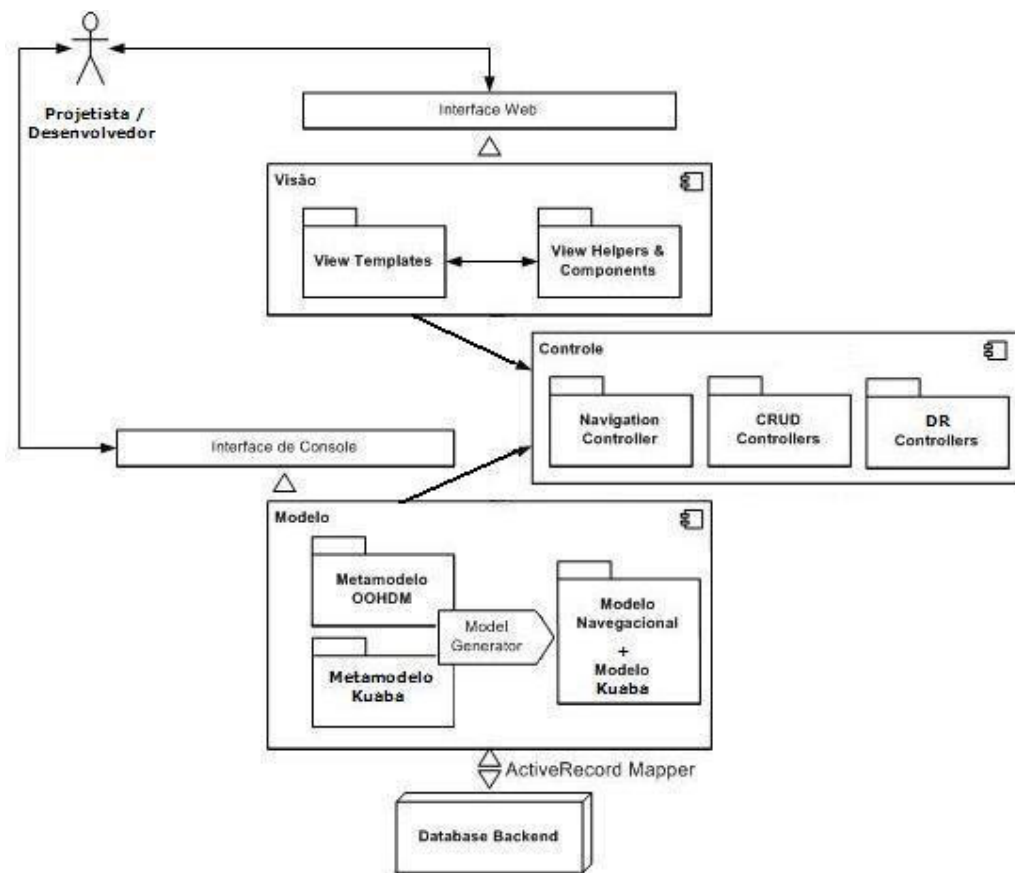 Projetista /
Desenvolvedor
Interface Web
Visão
View Templates
View Helpers &
Components
Controle
Navigation
Controller
CRUD
Controllers
DR
Controllers
Interface de Console
Modelo
Metamodelo
OOHDM
Model
Generator
Metamodelo
Kuaba
Modelo
Navegacional
+
Modelo
Kuaba
ActiveRecord Mapper
Database Backend